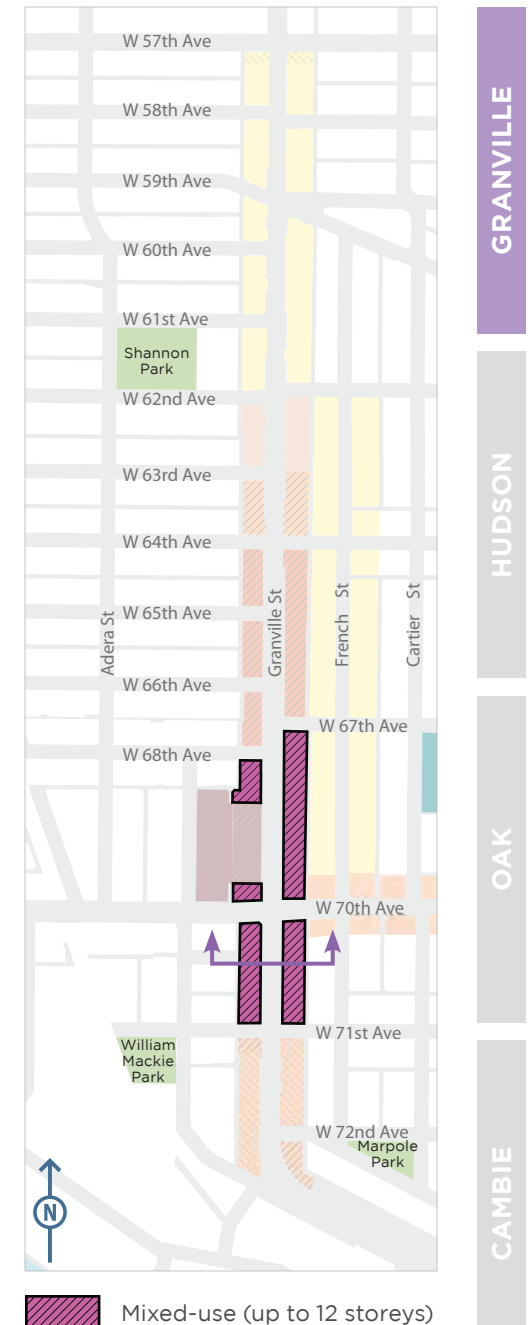 W 57th Ave
W 58th Ave
W 59th Ave
W 60th Ave
W 61st Ave
Shannon
Park
W 62nd Ave
W 63rd Ave
W 64th Ave
W 65th Ave
Adera St
Granville St
French St
Cartier St
W 66th Ave
W 67th Ave
W 68th Ave
W 70th Ave
W 71st Ave
William
Mackie
Park
W 72nd Ave
Marpole
Park
N
Mixed-use (up to 12 storeys)
GRANVILLE
HUDSON
OAK
CAMBIE